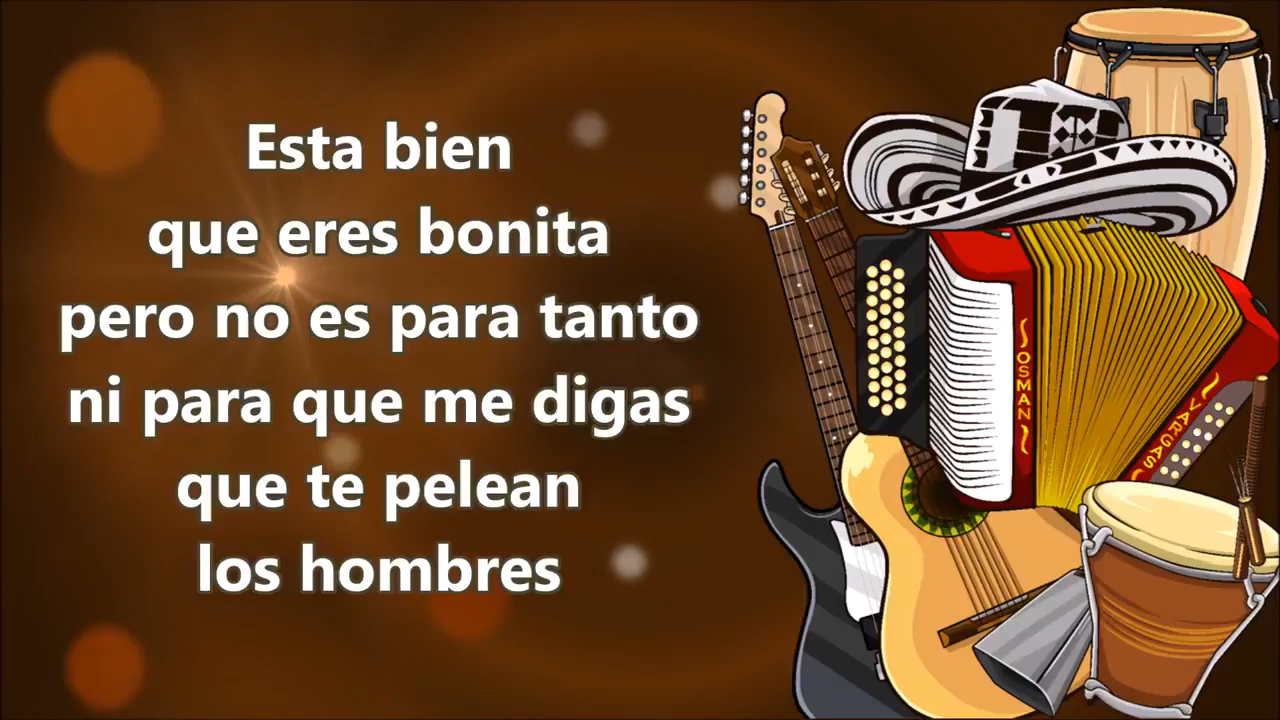 Esta bien
que eres bonita
pero no es para tanto
ni para que me digas
que te pelean
los hombres
OSMAN
VARGAS